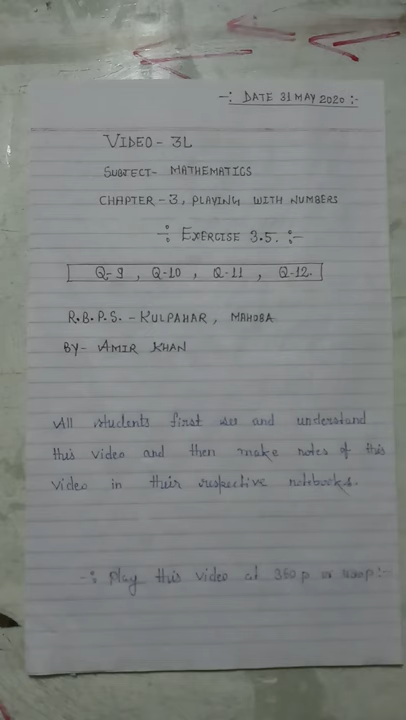 -: DATE 31 MAY 2020 :-
VIDEO - 3L
SUBJECT- MATHEMATICS
CHAPTER - 3, PLAYING WITH NUMBERS
-: EXERCISE 3.5. :-
Q-9 , Q-10 , Q-11 , Q-12.
R.B.P.S. - KULPAHAR, MAHOBA
BY- AMIR KHAN
All students first see and understand
this video and then make notes of this
video in their respective notebooks.
-: Play this video at 360p or 480p:-